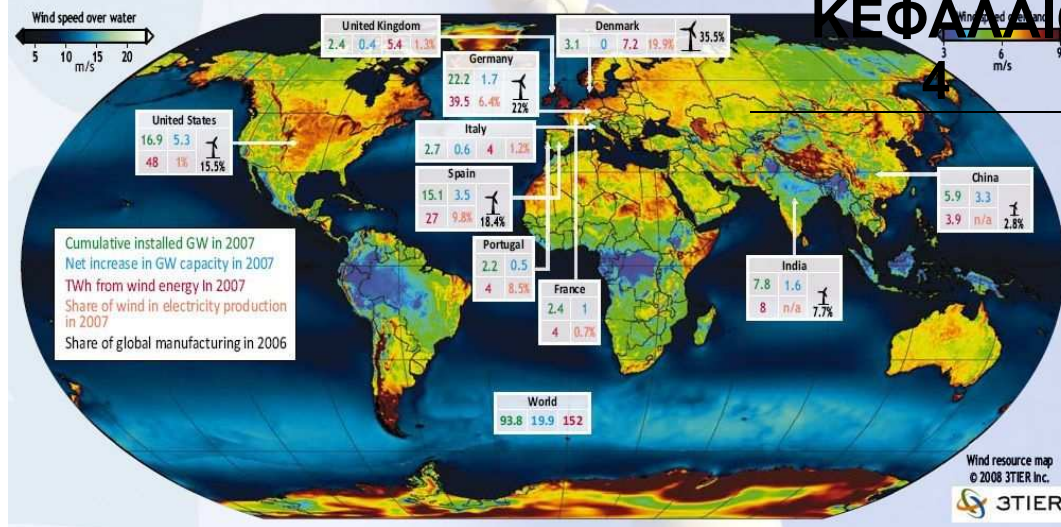 Wind speed over water
5 10 15 20
m/s
ΚΕΦΑΛΑΙΟ
4
3 6
m/s
United Kingdom
2.4 0.4 5.4 1.3%
Denmark
3.1 0 7.2 19.9% 35.5%
Germany
22.2 1.7
39.5 6.4% 22%
United States
16.9 5.3
48 1% 15.5%
Italy
2.7 0.6 4 1.2%
Spain
15.1 3.5
27 9.8% 18.4%
China
5.9 3.3
3.9 n/a 2.8%
Portugal
2.2 0.5
4 8.5%
France
2.4 1
4 0.7%
India
7.8 1.6
8 n/a 7.7%
Cumulative installed GW in 2007
Net increase in GW capacity in 2007
TWh from wind energy In 2007
Share of wind in electricity production
in 2007
Share of global manufacturing in 2006
World
93.8 19.9 152
Wind resource map
© 2008 3TIER Inc.
3TIER